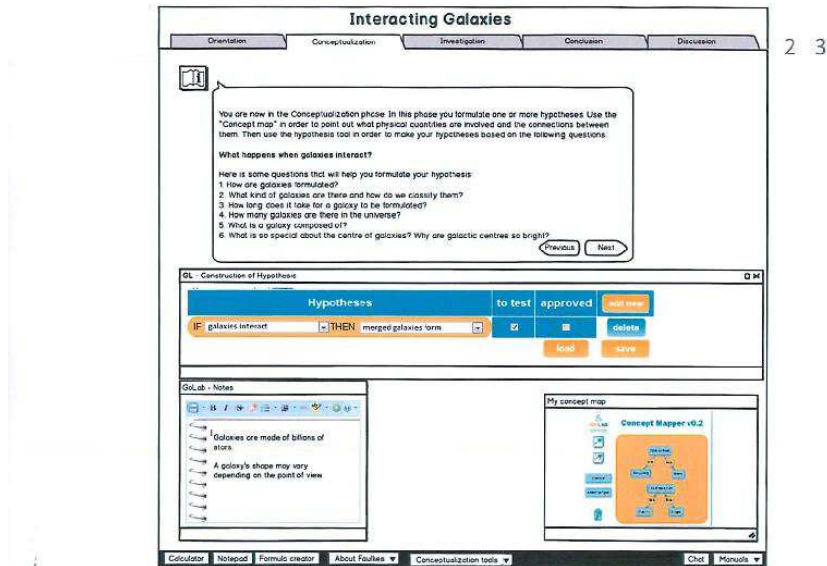 Interacting Galaxies
Orientation Conceptualization Investigation Conclusion Discussion
2 3
You are now in the Conceptualization phase. In this phase you formulate one or more hypotheses. Use the
"Concept map" in order to point out what physical quantities are involved and the connections between
them. Then use the hypothesis tool in order to make your hypotheses based on the following questions.
What happens when galaxies interact?
Here is some questions that will help you formulate your hypothesis
1. How are galaxies formulated?
2. What kind of galaxies are there and how do we classify them?
3. How long does it take for a galaxy to be formulated?
4. How many galaxies are there in the universe?
5. What is a galaxy composed of?
6. What is so special about the centre of galaxies? Why are galactic centres so bright?
Previous Next
GL - Construction of Hypothesis
Hypotheses to test approved add new
IF galaxies interact THEN merged galaxies form delete
load save
GoLab - Notes
B I S
Galaxies are made of billions of
stars.
A galaxy's shape may vary
depending on the point of view
My concept map
Concept Mapper v0.2
Calculator Notepad Formula creator About Faulkes Conceptualization tools Chat Manuals